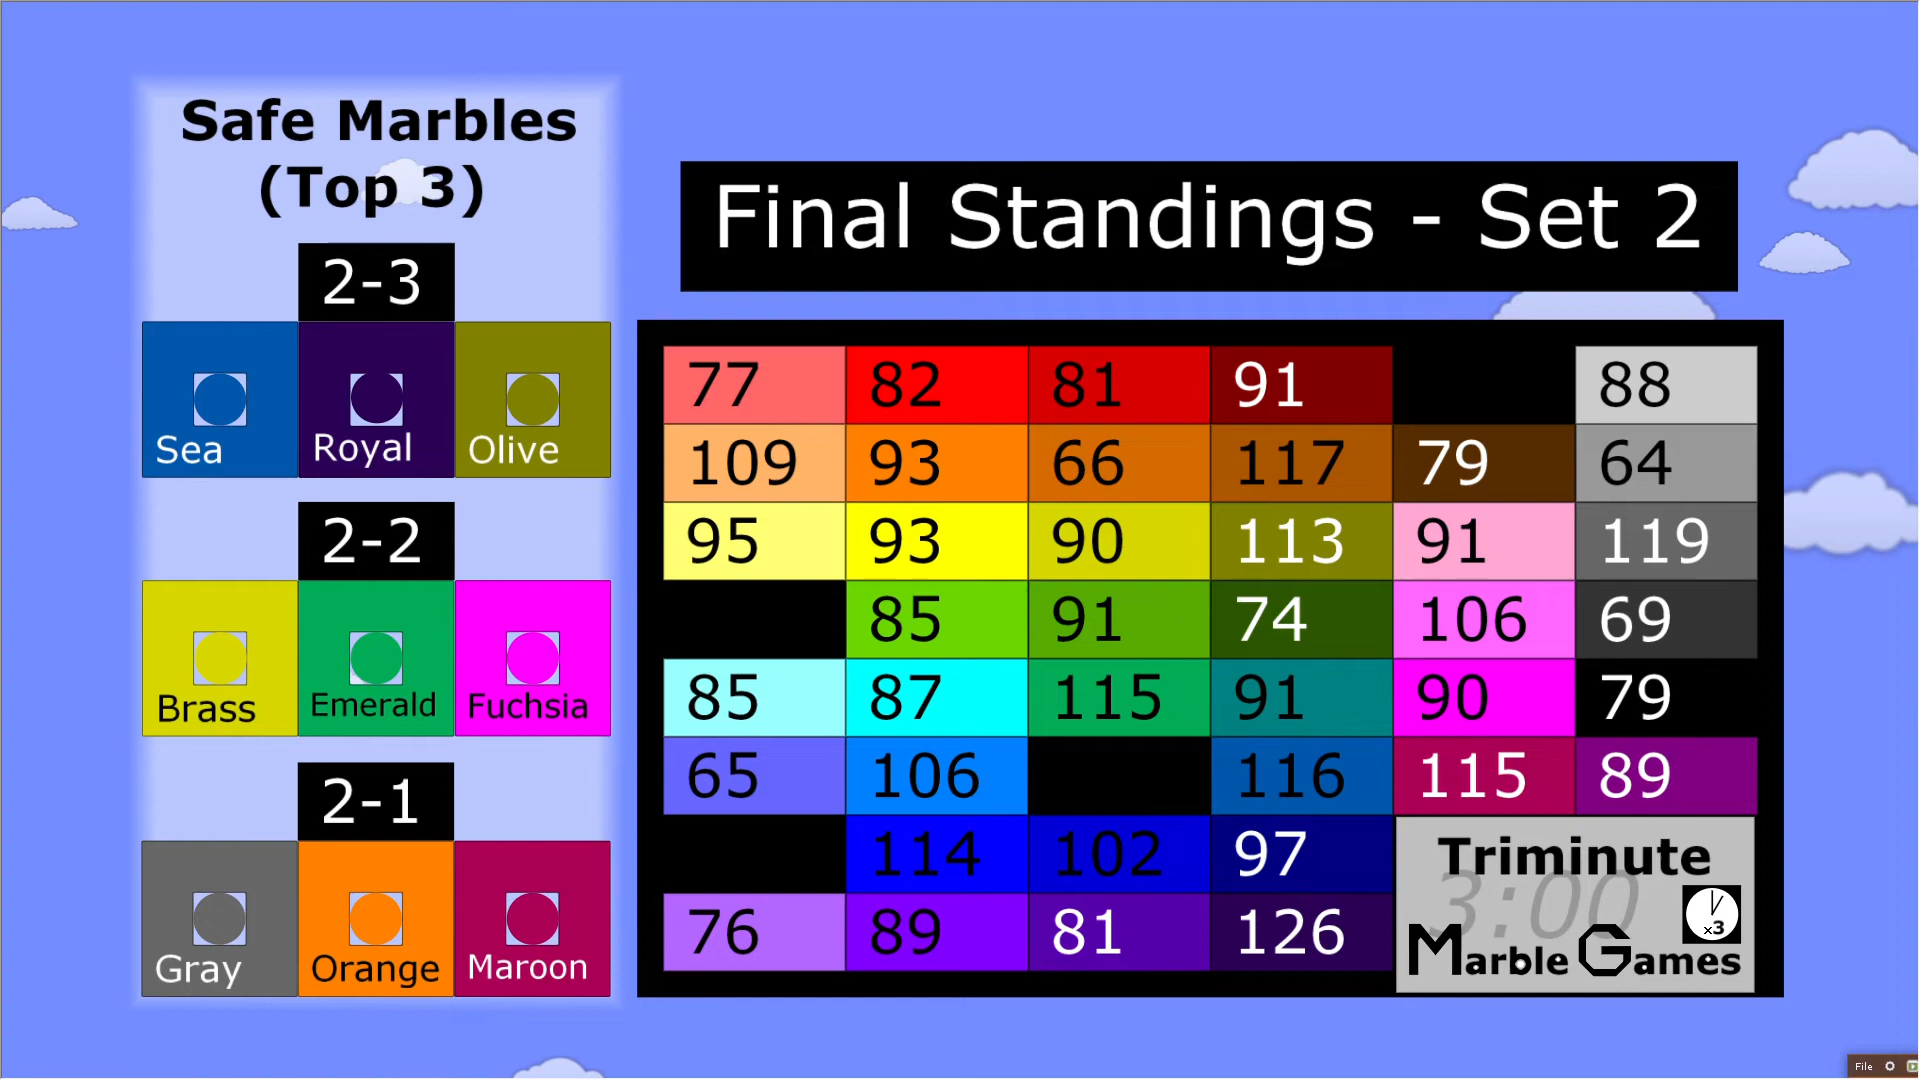 Safe Marbles
(Top 3)
2-3
Sea Royal Olive
2-2
Brass Emerald Fuchsia
2-1
Gray Orange Maroon
Final Standings - Set 2
77 82 81 91 88
109 93 66 117 79 64
95 93 90 113 91 119
85 91 74 106 69
85 87 115 91 90 79
65 106 116 115 89
114 102 97
76 89 81 126
Triminute
3:00
x3
Marble Games
File